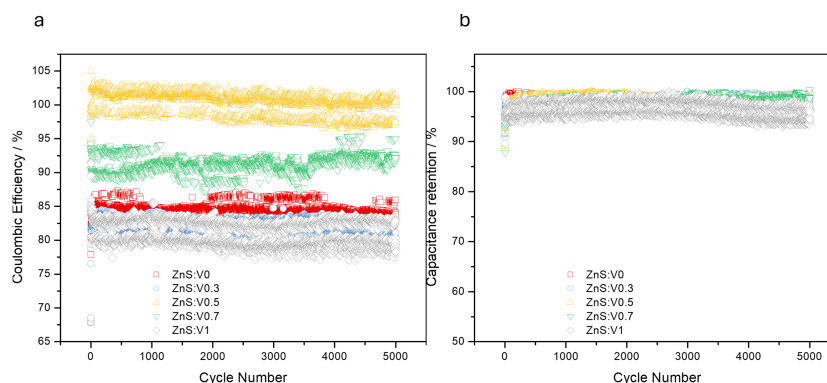 a
b
105
100
95
90
85
80
75
70
65
Coulombic Efficiency / %
ZnS:V0
ZnS:V0.3
ZnS:V0.5
ZnS:V0.7
ZnS:V1
0
1000
2000
3000
4000
5000
Cycle Number
100
90
80
70
60
50
Capacitance retention / %
ZnS:V0
ZnS:V0.3
ZnS:V0.5
ZnS:V0.7
ZnS:V1
0
1000
2000
3000
4000
5000
Cycle Number